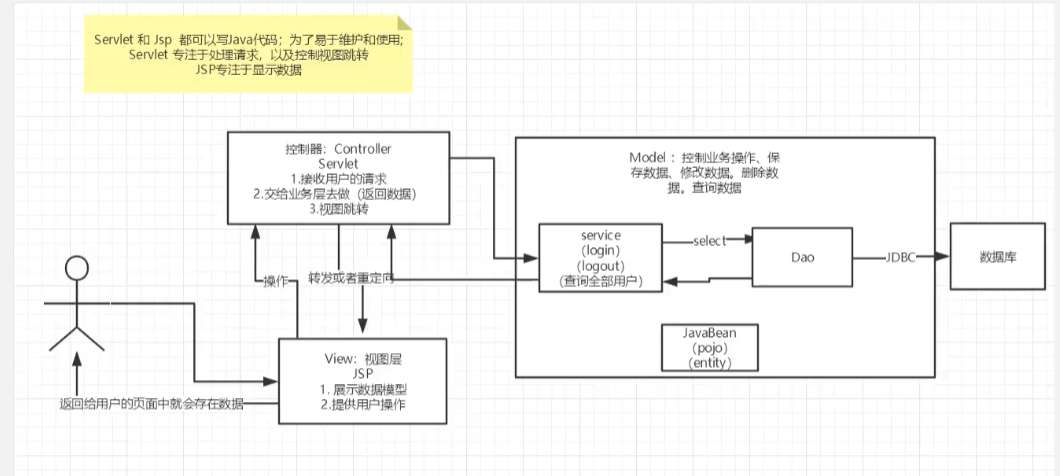 Servlet 和 Jsp 都可以写Java代码；为了易于维护和使用;
Servlet 专注于处理请求，以及控制视图跳转
JSP专注于显示数据
控制器：Controller
Servlet
1.接收用户的请求
2.交给业务层去做（返回数据）
3.视图跳转
Model ：控制业务操作、保
存数据、修改数据。删除数
据。查询数据
service
（login）
（logout）
（查询全部用户）
select
Dao
JDBC
数据库
操作
转发或者重定向
JavaBean
（pojo）
（entity）
View：视图层
JSP
1. 展示数据模型
2.提供用户操作
返回给用户的页面中就会存在数据